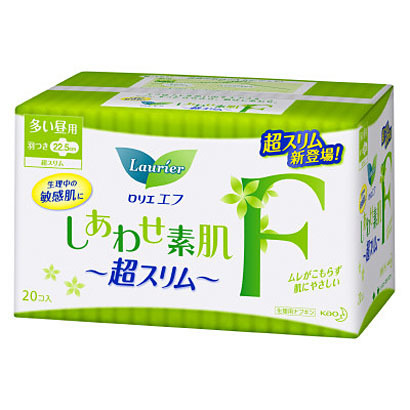 多い昼用
羽つき 22.5cm
超スリム
Laurier
ロリエ エフ
生理中の
敏感肌に
しあわせ素肌
〜超スリム〜
F
超スリム
新登場!
ムレがこもらず
肌にやさしい
20コ入
生理用ナプキン
KAO